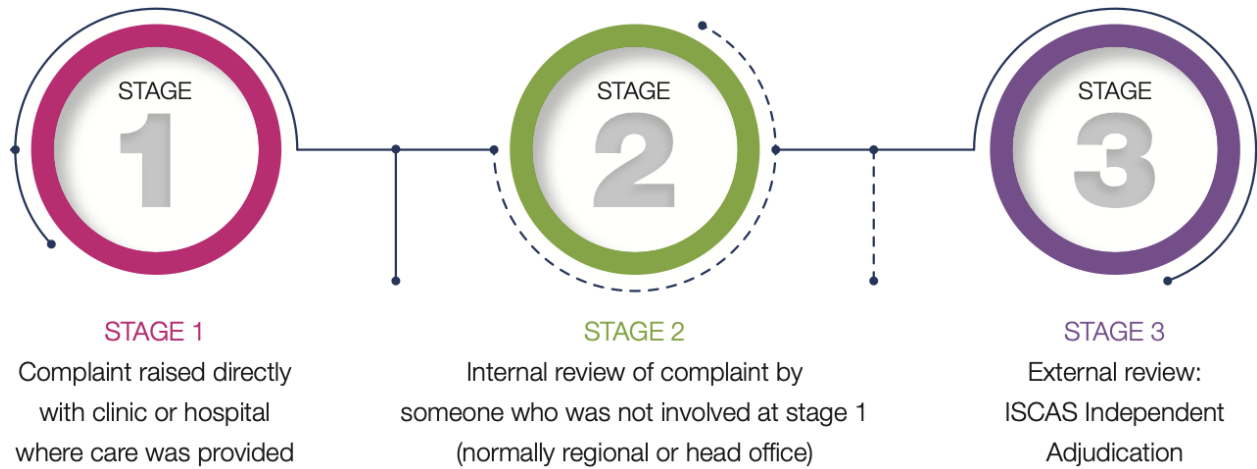 STAGE
1
STAGE
2
STAGE
3
STAGE 1
Complaint raised directly
with clinic or hospital
where care was provided
STAGE 2
Internal review of complaint by
someone who was not involved at stage 1
(normally regional or head office)
STAGE 3
External review:
ISCAS Independent
Adjudication